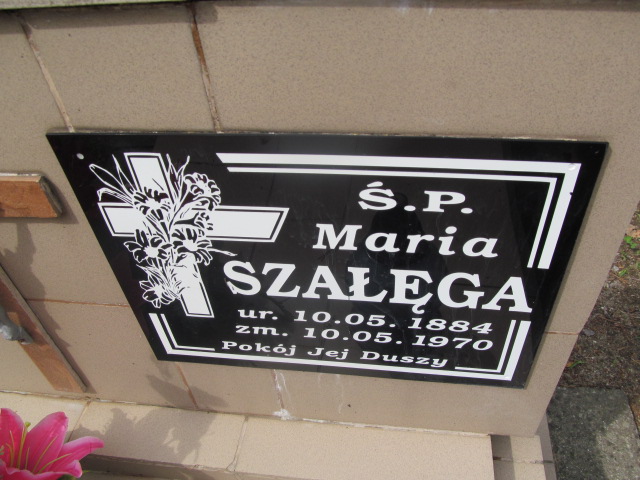 Ś.P.
Maria
SZAŁĘGA
ur. 10.05. 1884
zm. 10.05. 1970
Pokój Jej Duszy